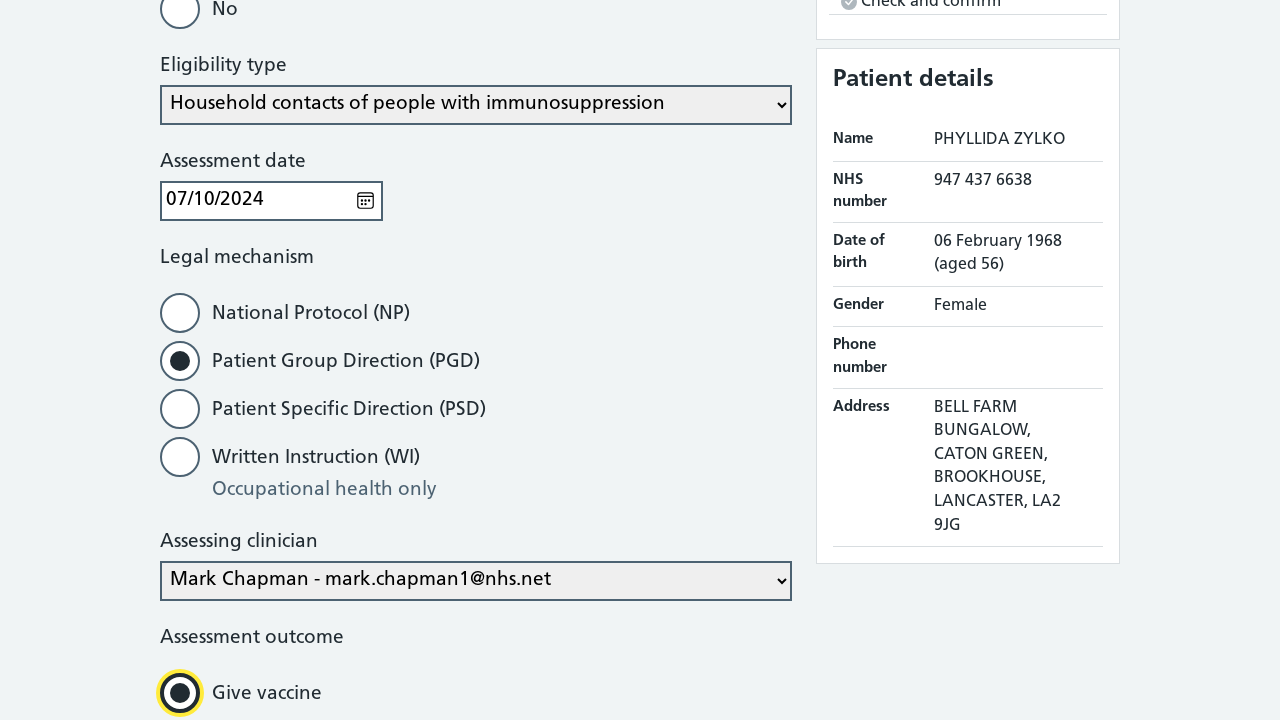 No
Eligibility type
Household contacts of people with immunosuppression
Assessment date
07/10/2024
Legal mechanism
National Protocol (NP)
Patient Group Direction (PGD)
Patient Specific Direction (PSD)
Written Instruction (WI)
Occupational health only
Assessing clinician
Mark Chapman - mark.chapman1@nhs.net
Assessment outcome
Give vaccine
Check and confirm
Patient details
Name PHYLLIDA ZYLKO
NHS number 947 437 6638
Date of birth 06 February 1968
(aged 56)
Gender Female
Phone number
Address BELL FARM
BUNGALOW,
CATON GREEN,
BROOKHOUSE,
LANCASTER, LA2
9JG